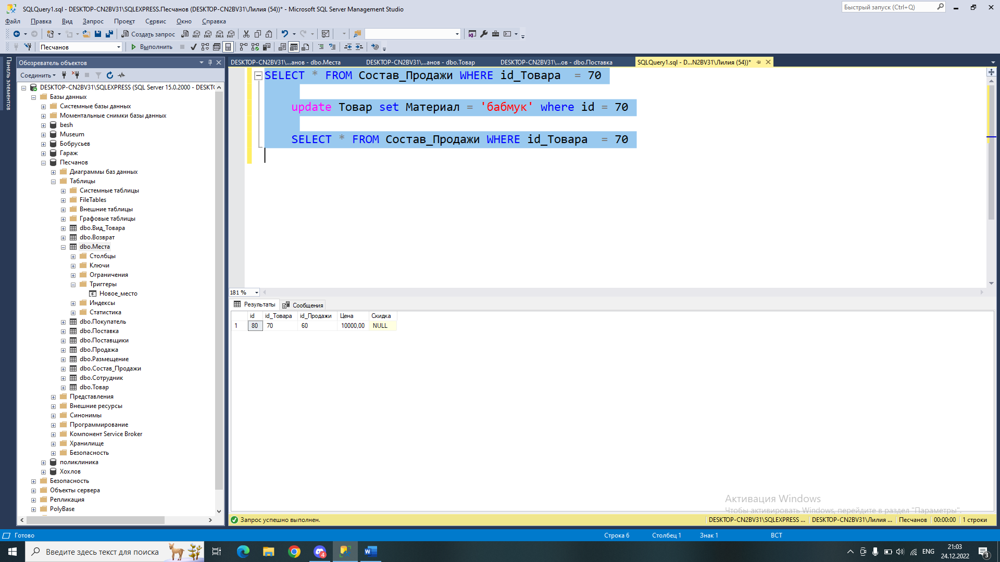 SQLQuery1.sql - DESKTOP-CN2BV31\SQLEXPRESS.Песчанов (DESKTOP-CN2BV31\Лилия (54))* - Microsoft SQL Server Management Studio
Быстрый запуск (Ctrl+Q)
Файл Правка Вид Запрос Проект Сервис Окно Справка
Создать запрос
MDX DMX XMLA DAX
Песчанов
Выполнить
Панель элементов
Обозреватель объектов
Соединить
DESKTOP-CN2BV31\SQLEXPRESS (SQL Server 15.0.2000 - DESKTO
Базы данных
Системные базы данных
Моментальные снимки базы данных
besh
Museum
Бобрусьев
Гараж
Песчанов
Диаграммы баз данных
Таблицы
Системные таблицы
FileTables
Внешние таблицы
Графовые таблицы
dbo.Вид_Товара
dbo.Возврат
dbo.Места
Столбцы
Ключи
Ограничения
Триггеры
Новое_место
Индексы
Статистика
dbo.Покупатель
dbo.Поставка
dbo.Поставщики
dbo.Продажа
dbo.Размещение
dbo.Состав_Продажи
dbo.Сотрудник
dbo.Товар
Представления
Внешние ресурсы
Синонимы
Программирование
Компонент Service Broker
Хранилище
Безопасность
поликлиника
Хохлов
Безопасность
Объекты сервера
Репликация
PolyBase
DESKTOP-CN2BV31\...анов - dbo.Места
DESKTOP-CN2BV31\...анов - dbo.Товар
DESKTOP-CN2BV31\...ов - dbo.Поставка
SQLQuery1.sql - D...N2BV31\Лилия (54))*
SELECT * FROM Состав_Продажи WHERE id_Товара = 70
update Товар set Материал = 'бабмук' where id = 70
SELECT * FROM Состав_Продажи WHERE id_Товара = 70
181 %
Результаты Сообщения
id id_Товара id_Продажи Цена Скидка
1 80 70 60 10000,00 NULL
Активация Windows
Чтобы активировать Windows, перейдите в раздел "Параметры".
Запрос успешно выполнен.
DESKTOP-CN2BV31\SQLEXPRESS ... DESKTOP-CN2BV31\Лилия ... Песчанов 00:00:00 1 строки
Готово
Строка 6 Столбец 1 Знак 1 ВСТ
Введите здесь текст для поиска
4
ENG
21:03
24.12.2022
3